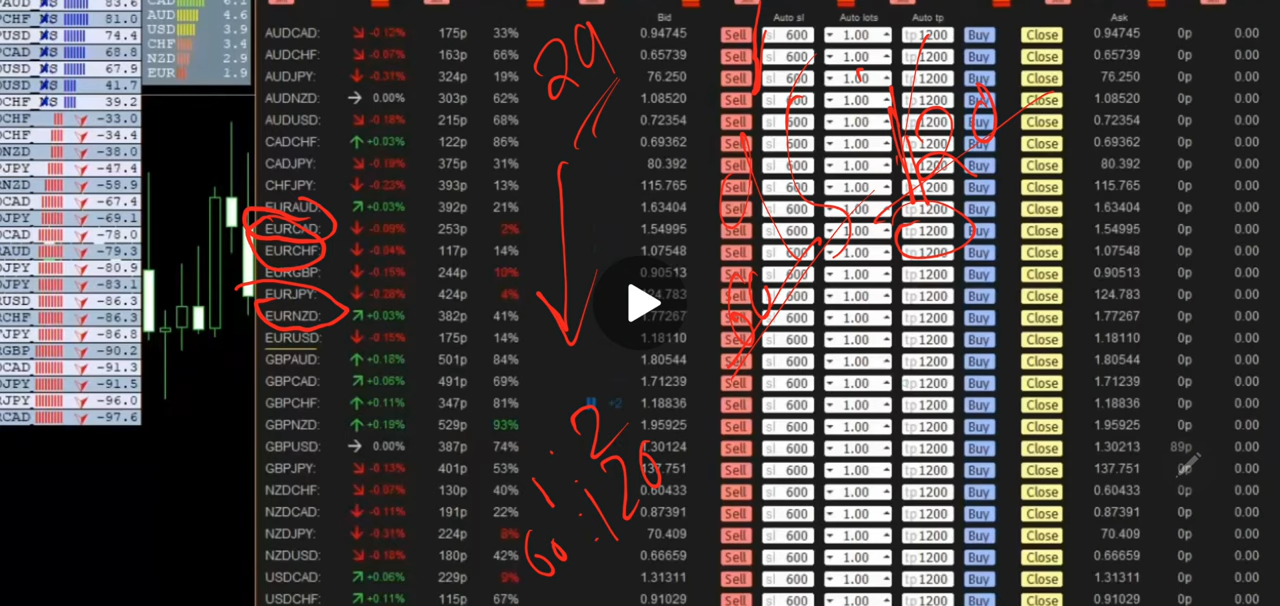 PAUD S 83.6
PCHF S 81.0
PUSD S 74.4
PCAD S 68.8
DUSD S 67.9
OUSD S 41.7
DCHF S 39.2
DCHF -33.0
CHF -34.4
NZD -38.0
PJPY -47.4
RNZD -58.9
CAD -67.4
DJPY -69.1
DCAD -78.0
RAUD -79.3
DJPY -80.9
DJPY -83.1
RUSD -86.3
RCHF -86.3
FJPY -86.8
RGBP -90.2
DCAD -91.3
DJPY -91.5
RJPY -96.0
RCAD -97.6
CAD 6.1
AUD 4.6
USD 3.9
CHF 3.4
NZD 2.9
EUR 1.9
Bid Auto sl Auto lots Auto tp Ask
AUDCAD: -0.12% 175p 33% 0.94745 Sell sl 600 1.00 tp 1200 Buy Close 0.94745 0p 0.00
AUDCHF: -0.07% 163p 66% 0.65739 Sell sl 600 1.00 tp 1200 Buy Close 0.65739 0p 0.00
AUDJPY: -0.31% 324p 19% 76.250 Sell sl 600 1.00 tp 1200 Buy Close 76.250 0p 0.00
AUDNZD: 0.00% 303p 62% 1.08520 Sell sl 600 1.00 tp 1200 Buy Close 1.08520 0p 0.00
AUDUSD: -0.18% 215p 68% 0.72354 Sell sl 600 1.00 tp 1200 Buy Close 0.72354 0p 0.00
CADCHF: +0.03% 122p 86% 0.69362 Sell sl 600 1.00 tp 1200 Buy Close 0.69362 0p 0.00
CADJPY: -0.19% 375p 31% 80.392 Sell sl 600 1.00 tp 1200 Buy Close 80.392 0p 0.00
CHFJPY: -0.23% 393p 13% 115.765 Sell sl 600 1.00 tp 1200 Buy Close 115.765 0p 0.00
EURAUD: +0.03% 392p 21% 1.63404 Sell sl 600 1.00 tp 1200 Buy Close 1.63404 0p 0.00
EURCAD: -0.09% 253p 2% 1.54995 Sell sl 600 1.00 tp 1200 Buy Close 1.54995 0p 0.00
EURCHF: -0.04% 117p 14% 1.07548 Sell sl 600 1.00 tp 1200 Buy Close 1.07548 0p 0.00
EURGBP: -0.15% 244p 10% 0.90513 Sell sl 600 1.00 tp 1200 Buy Close 0.90513 0p 0.00
EURJPY: -0.28% 424p 4% 124.783 Sell sl 600 1.00 tp 1200 Buy Close 124.783 0p 0.00
EURNZD: +0.03% 382p 41% 1.77267 Sell sl 600 1.00 tp 1200 Buy Close 1.77267 0p 0.00
EURUSD: -0.15% 175p 14% 1.18110 Sell sl 600 1.00 tp 1200 Buy Close 1.18110 0p 0.00
GBPAUD: +0.18% 501p 84% 1.80544 Sell sl 600 1.00 tp 1200 Buy Close 1.80544 0p 0.00
GBPCAD: +0.06% 491p 69% 1.71239 Sell sl 600 1.00 tp 1200 Buy Close 1.71239 0p 0.00
GBPCHF: +0.11% 347p 81% +2 1.18836 Sell sl 600 1.00 tp 1200 Buy Close 1.18836 0p 0.00
GBPNZD: +0.19% 529p 93% 1.95925 Sell sl 600 1.00 tp 1200 Buy Close 1.95925 0p 0.00
GBPUSD: 0.00% 387p 74% 1.30124 Sell sl 600 1.00 tp 1200 Buy Close 1.30213 89p 0.00
GBPJPY: -0.13% 401p 53% 137.751 Sell sl 600 1.00 tp 1200 Buy Close 137.751 0p 0.00
NZDCHF: -0.07% 130p 40% 0.60433 Sell sl 600 1.00 tp 1200 Buy Close 0.60433 0p 0.00
NZDCAD: -0.11% 191p 22% 0.87391 Sell sl 600 1.00 tp 1200 Buy Close 0.87391 0p 0.00
NZDJPY: -0.31% 224p 8% 70.409 Sell sl 600 1.00 tp 1200 Buy Close 70.409 0p 0.00
NZDUSD: -0.18% 180p 42% 0.66659 Sell sl 600 1.00 tp 1200 Buy Close 0.66659 0p 0.00
USDCAD: +0.06% 229p 9% 1.31311 Sell sl 600 1.00 tp 1200 Buy Close 1.31311 0p 0.00
USDCHF: +0.11% 115p 67% 0.91029 Sell sl 600 1.00 tp 1200 Buy Close 0.91029 0p 0.00
29
1:2
60:120